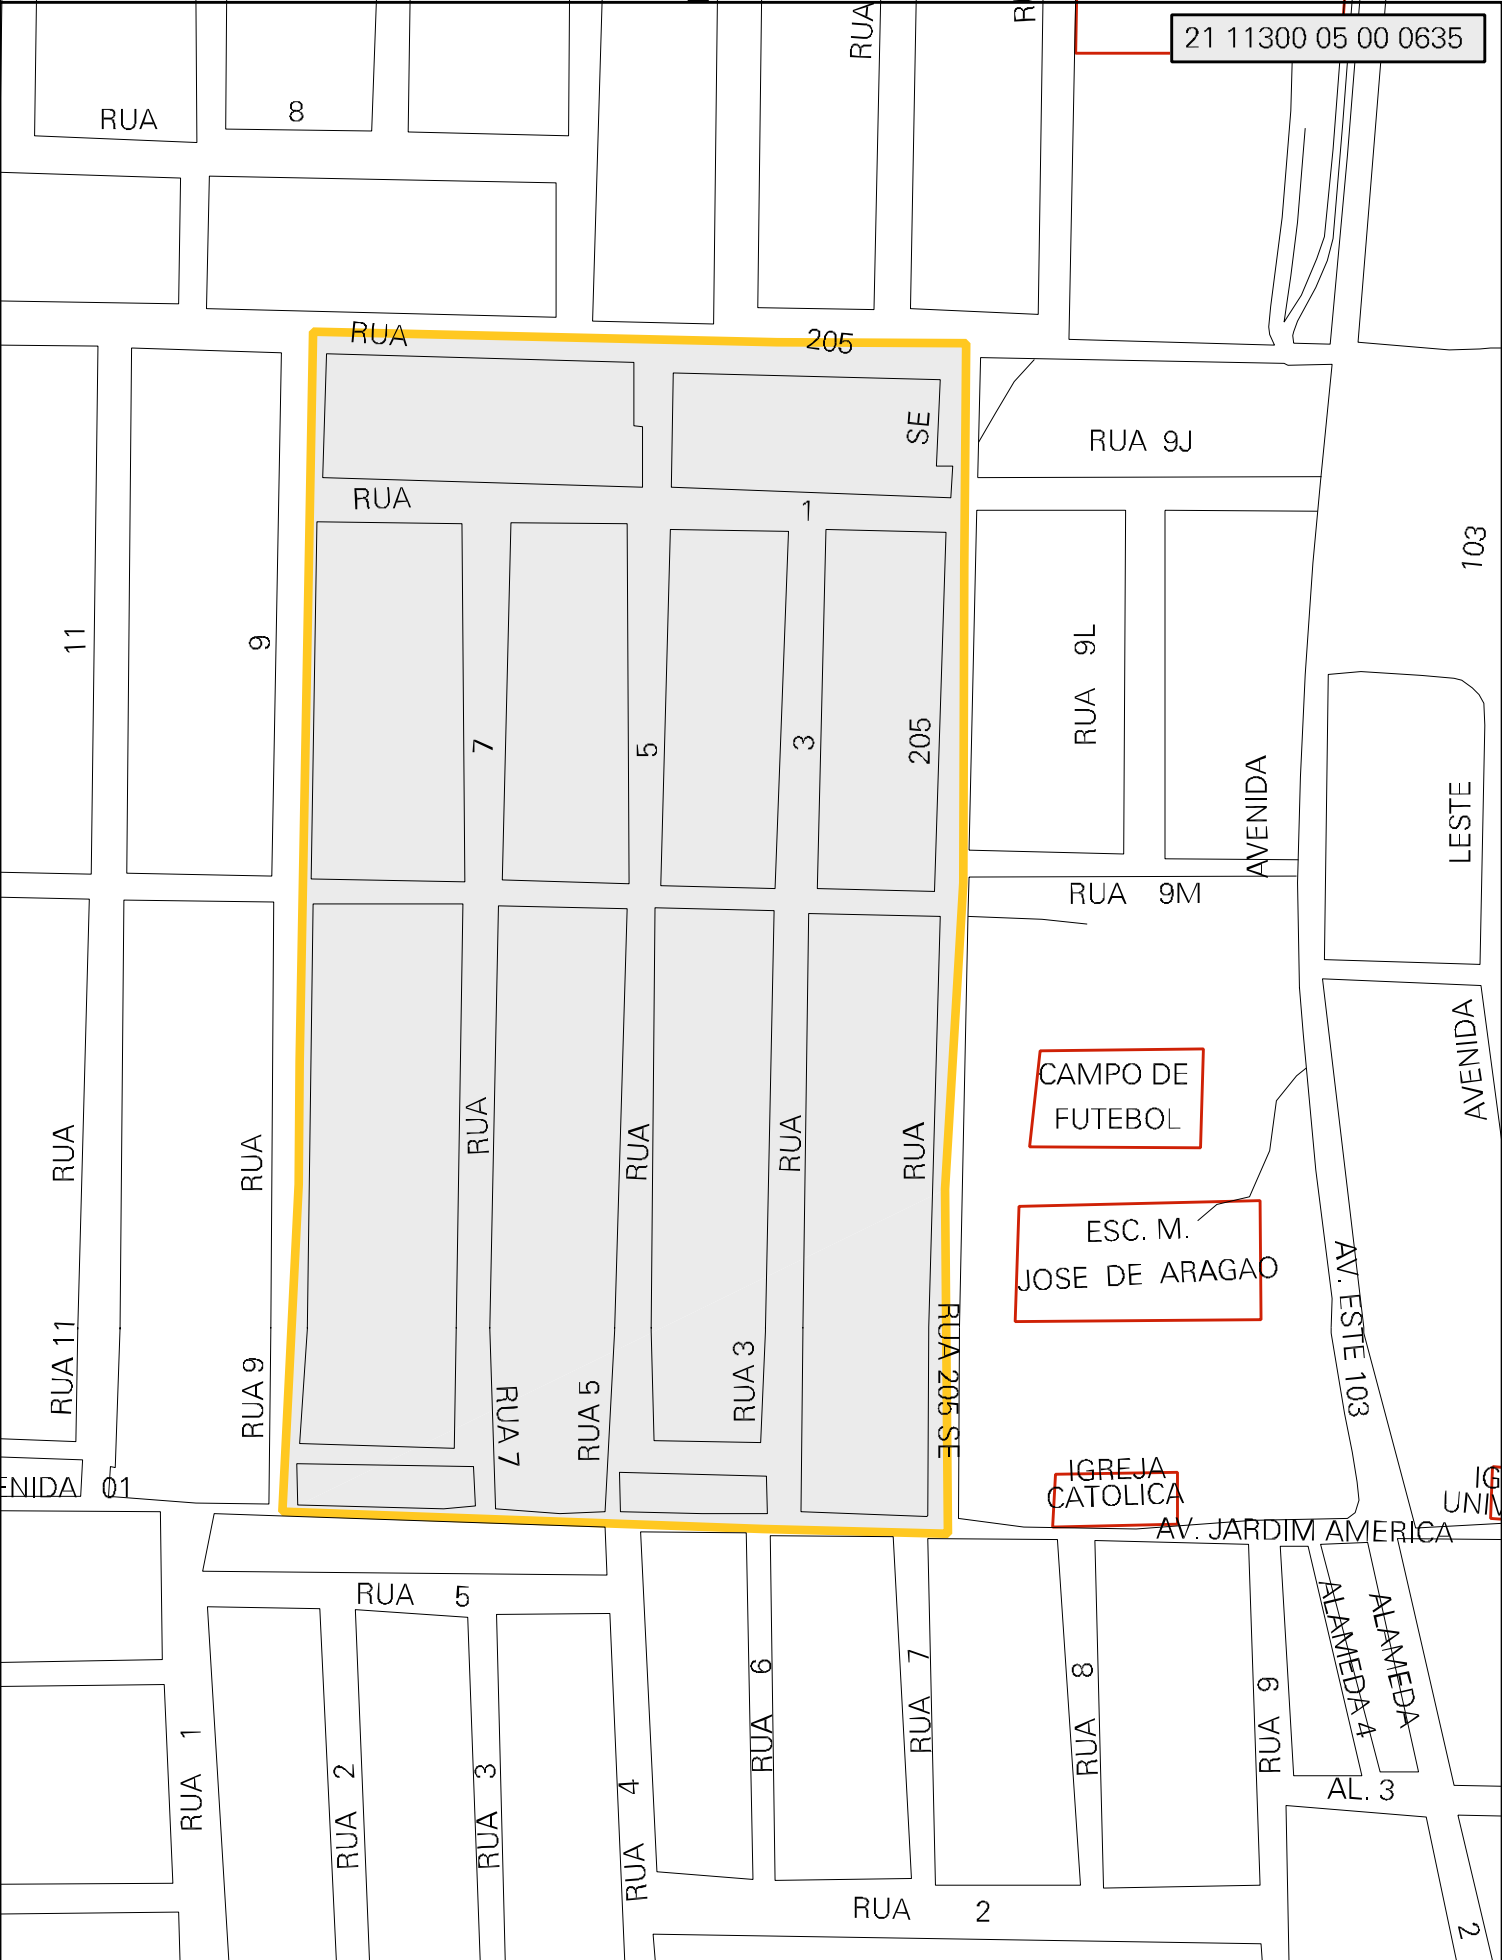 21 11300 05 00 0635
RUA
RUA 8
RUA 205
SE
RUA 9J
RUA 1
103
11
9
RUA 9L
7
5
3
205
AVENIDA
LESTE
RUA 9M
AVENIDA
CAMPO DE
FUTEBOL
RUA
RUA
RUA
RUA
RUA
RUA
ESC. M.
JOSE DE ARAGAO
AV. ESTE 103
RUA 11
RUA 9
RUA 7
RUA 5
RUA 3
RUA 205 SE
IGREJA
CATOLICA
ENIDA 01
IG
UNIV
AV. JARDIM AMERICA
RUA 5
ALAMEDA 4
ALAMEDA
RUA 6
RUA 7
RUA 8
RUA 9
RUA 1
RUA 2
RUA 3
RUA 4
AL. 3
RUA 2
2